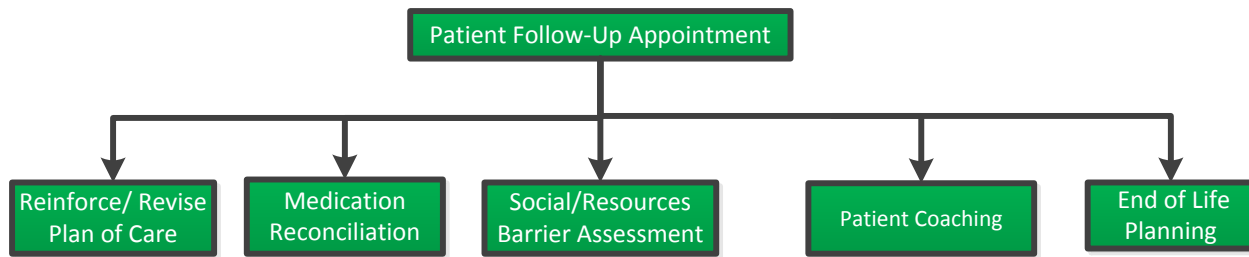 Patient Follow-Up Appointment
Reinforce/ Revise
Plan of Care
Medication
Reconciliation
Social/Resources
Barrier Assessment
Patient Coaching
End of Life
Planning